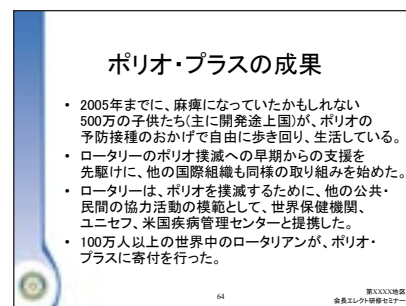 ポリオ・プラスの成果
• 2005年までに、麻痺になっていたかもしれない
500万の子供たち(主に開発途上国)が、ポリオの
予防接種のおかげで自由に歩き回り、生活している。
• ロータリーのポリオ撲滅への早期からの支援を
先駆けに、他の国際組織も同様の取り組みを始めた。
• ロータリーは、ポリオを撲滅するために、他の公共・
民間の協力活動の模範として、世界保健機関、
ユニセフ、米国疾病管理センターと提携した。
• 100万人以上の世界中のロータリアンが、ポリオ・
プラスに寄付を行った。
64
第XXXX地区
会長エレクト研修セミナー